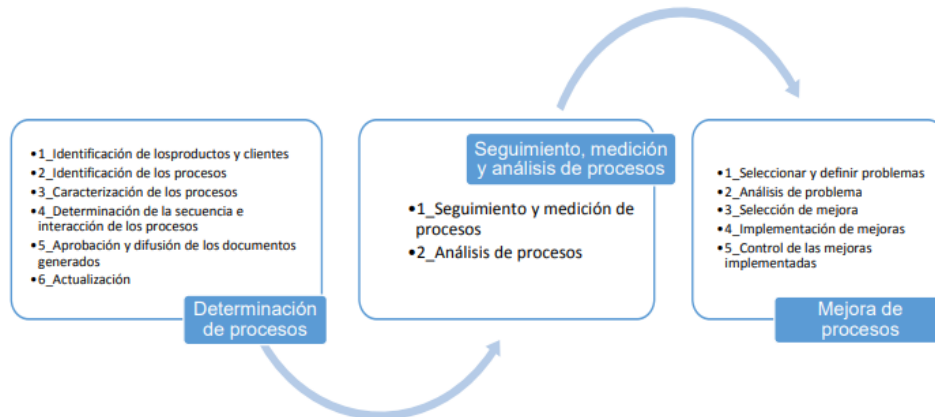 •1_Identificación de losproductos y clientes
•2_Identificación de los procesos
•3_Caracterización de los procesos
•4_Determinación de la secuencia e
interacción de los procesos
•5_Aprobación y difusión de los documentos
generados
•6_Actualización
Determinación
de procesos
Seguimiento, medición
y análisis de procesos
•1_Seguimiento y medición de
procesos
•2_Análisis de procesos
•1_Seleccionar y definir problemas
•2_Análisis de problema
•3_Selección de mejora
•4_Implementación de mejoras
•5_Control de las mejoras
implementadas
Mejora de
procesos